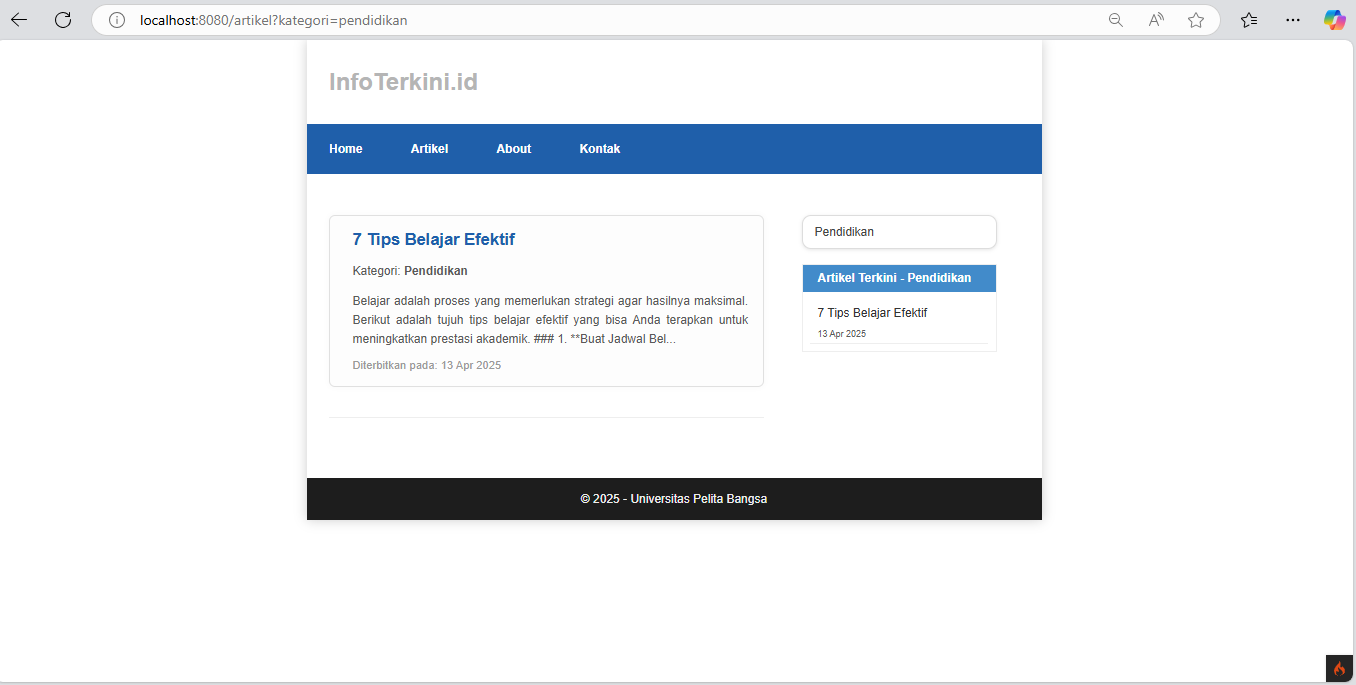 localhost:8080/artikel?kategori=pendidikan
InfoTerkini.id
Home Artikel About Kontak
7 Tips Belajar Efektif
Kategori: Pendidikan
Belajar adalah proses yang memerlukan strategi agar hasilnya maksimal.
Berikut adalah tujuh tips belajar efektif yang bisa Anda terapkan untuk
meningkatkan prestasi akademik. ### 1. **Buat Jadwal Bel...
Diterbitkan pada: 13 Apr 2025
Pendidikan
Artikel Terkini - Pendidikan
7 Tips Belajar Efektif
13 Apr 2025
© 2025 - Universitas Pelita Bangsa